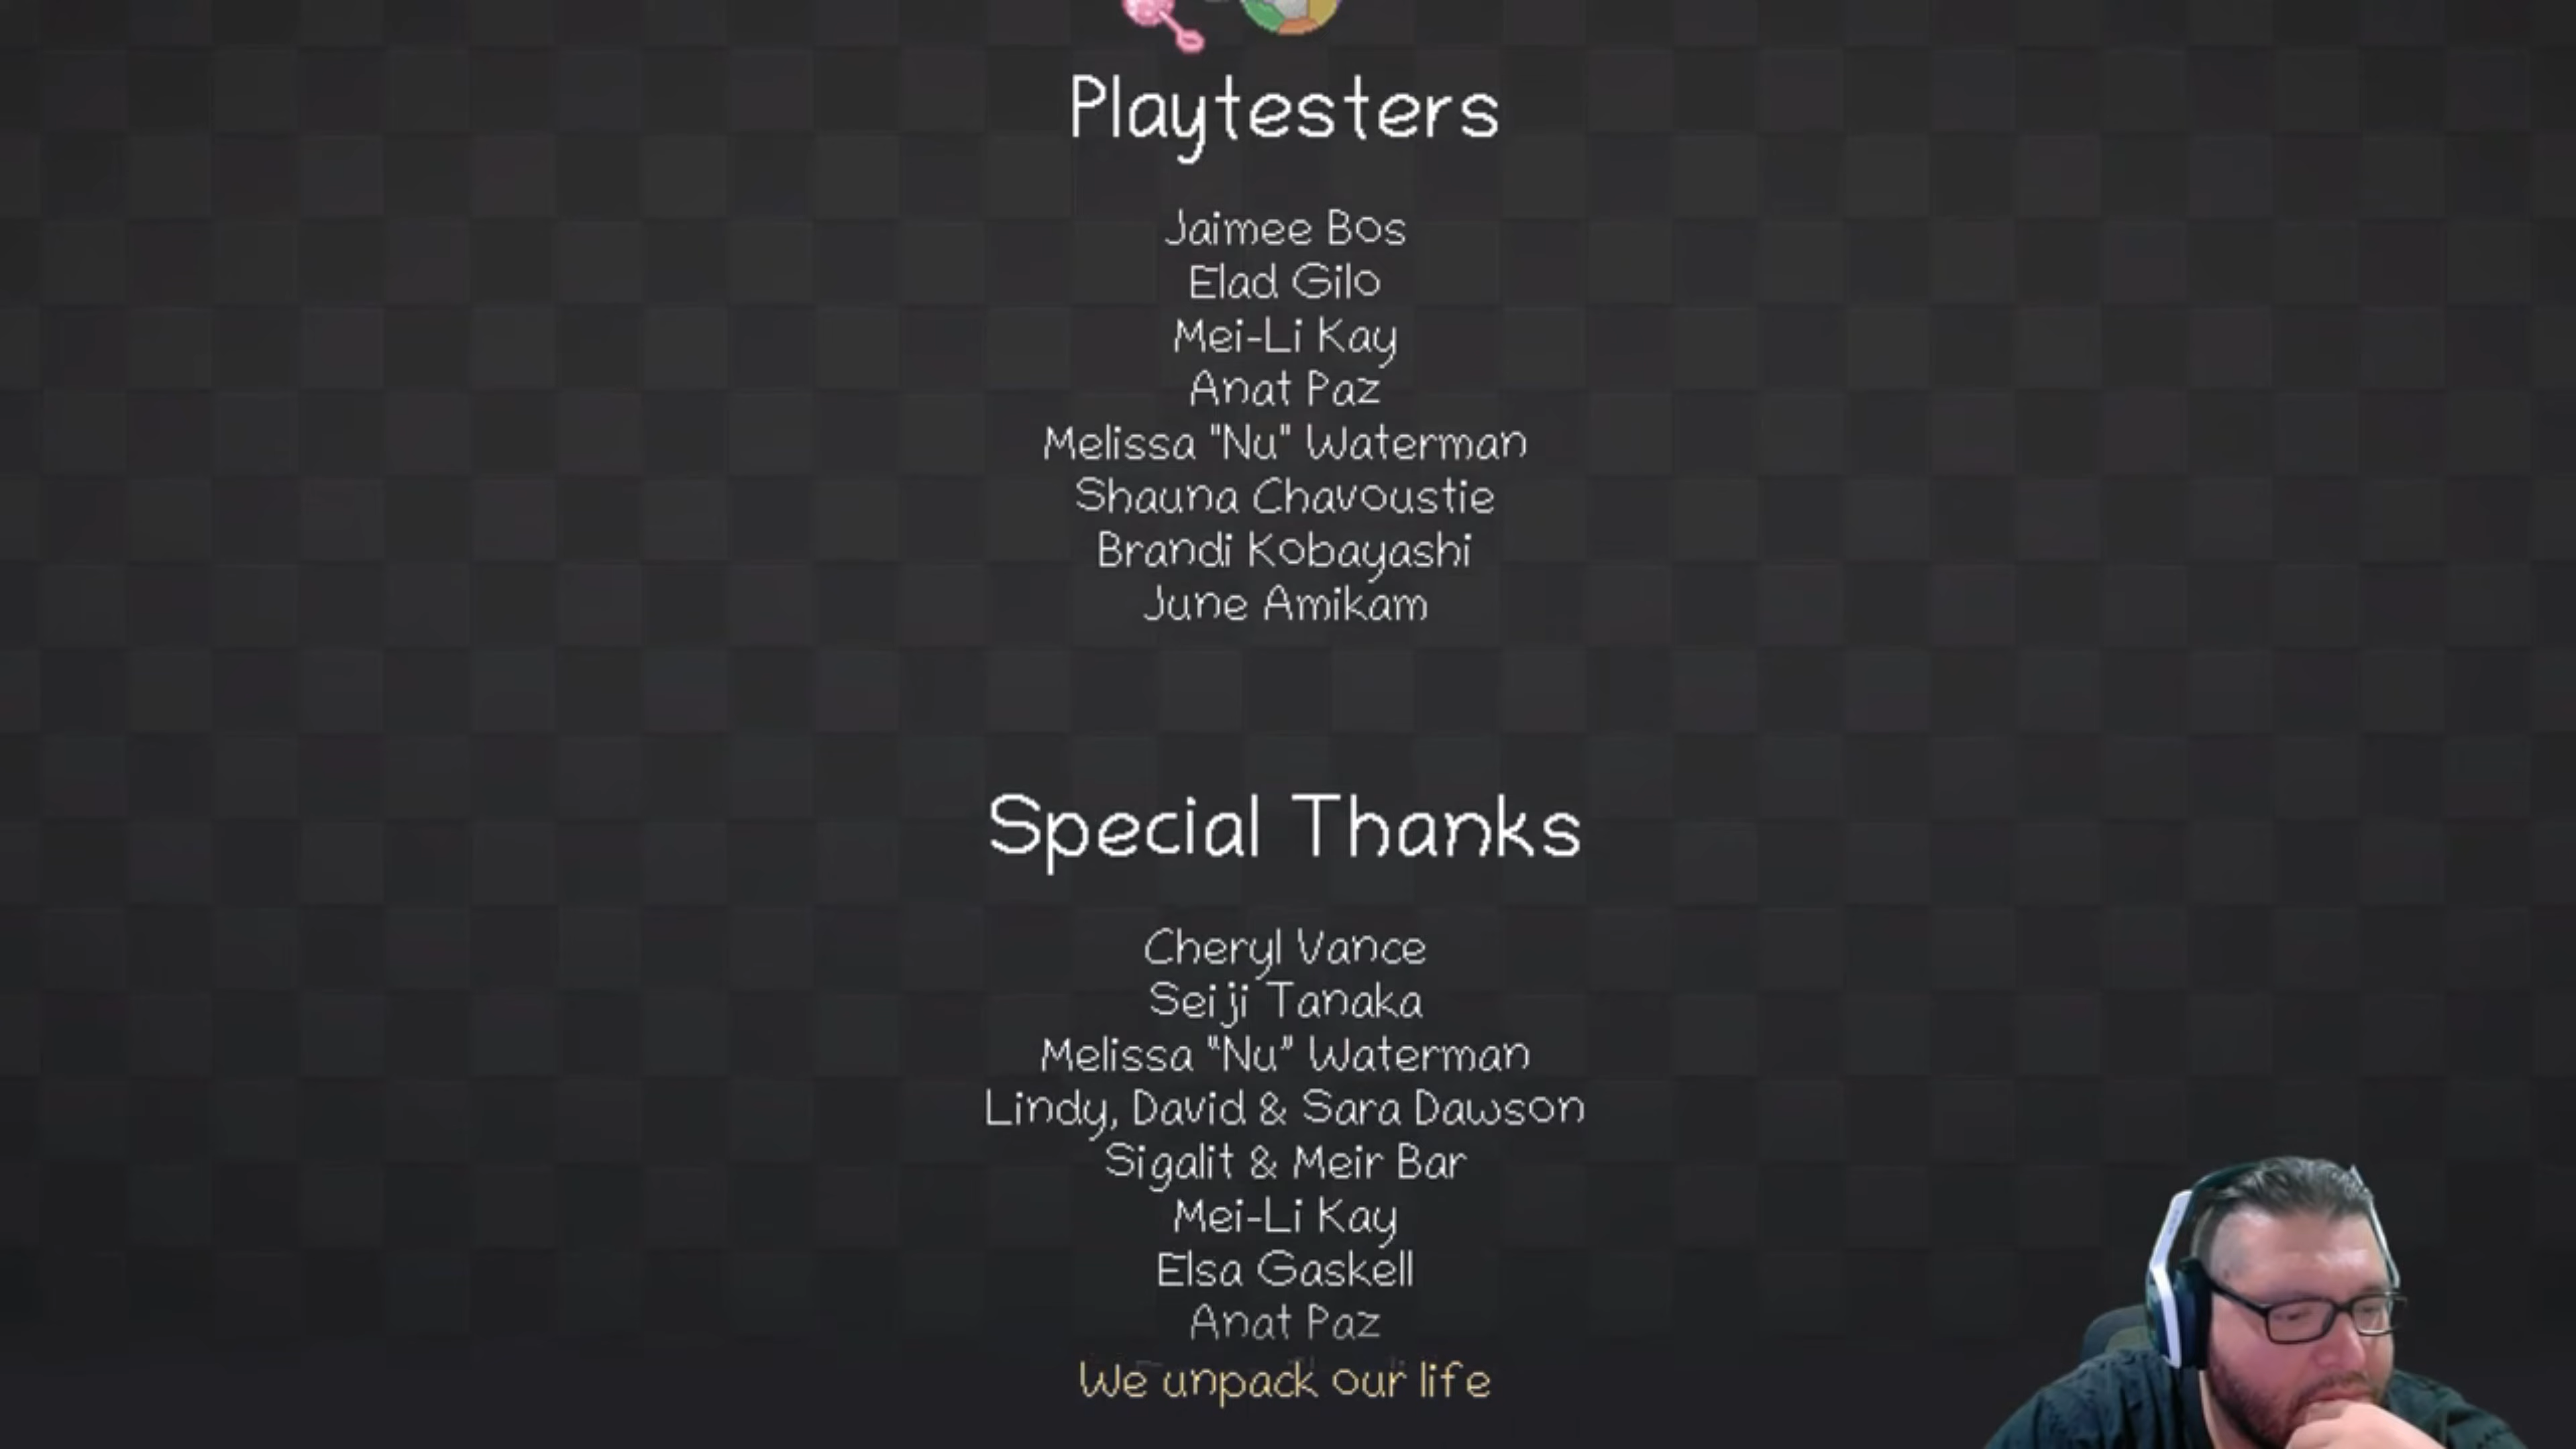 Playtesters
Jaimee Bos
Elad Gilo
Mei-Li Kay
Anat Paz
Melissa "Nu" Waterman
Shauna Chavoustie
Brandi Kobayashi
June Amikam
Special Thanks
Cheryl Vance
Seiji Tanaka
Melissa "Nu" Waterman
Lindy, David & Sara Dawson
Sigalit & Meir Bar
Mei-Li Kay
Elsa Gaskell
Anat Paz
We unpack our life